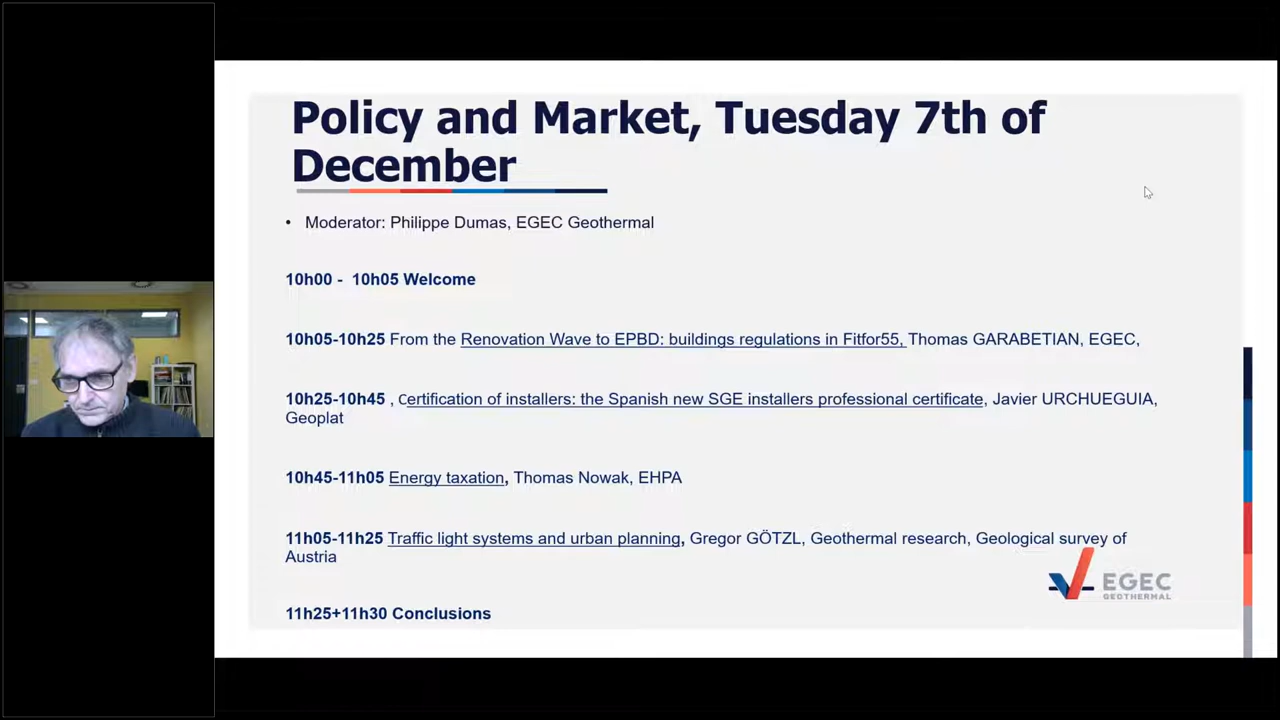 Policy and Market, Tuesday 7th of
December
• Moderator: Philippe Dumas, EGEC Geothermal
10h00 - 10h05 Welcome
10h05-10h25 From the Renovation Wave to EPBD: buildings regulations in Fitfor55, Thomas GARABETIAN, EGEC,
10h25-10h45 , Certification of installers: the Spanish new SGE installers professional certificate, Javier URCHUEGUIA,
Geoplat
10h45-11h05 Energy taxation, Thomas Nowak, EHPA
11h05-11h25 Traffic light systems and urban planning, Gregor GÖTZL, Geothermal research, Geological survey of
Austria
EGEC
GEOTHERMAL
11h25+11h30 Conclusions